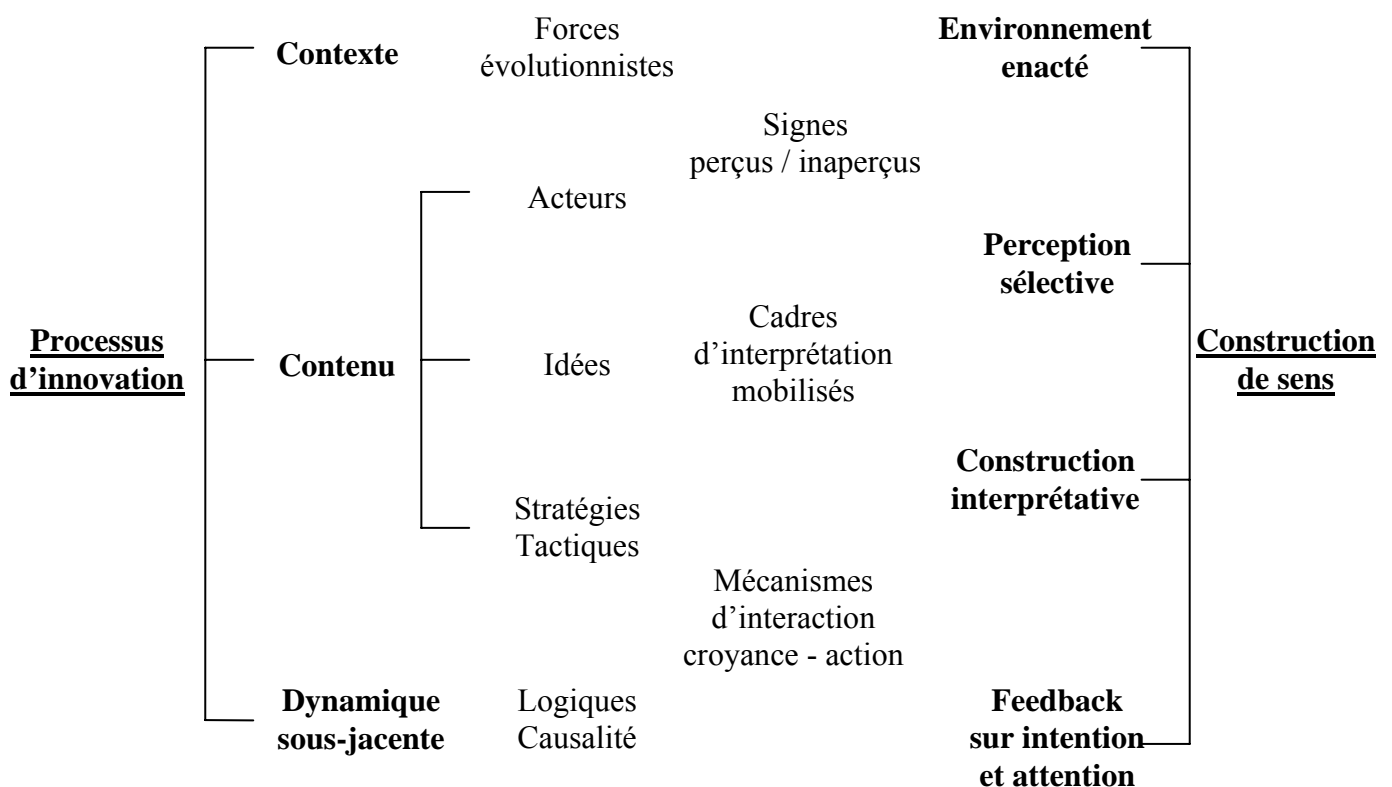 Forces
évolutionnistes
Contexte
Environnement
enacté
Signes
perçus / inaperçus
Acteurs
Perception
sélective
Processus
d’innovation
Contenu
Idées
Cadres
d’interprétation
mobilisés
Construction
de sens
Construction
interprétative
Stratégies
Tactiques
Mécanismes
d’interaction
croyance - action
Dynamique
sous-jacente
Logiques
Causalité
Feedback
sur intention
et attention